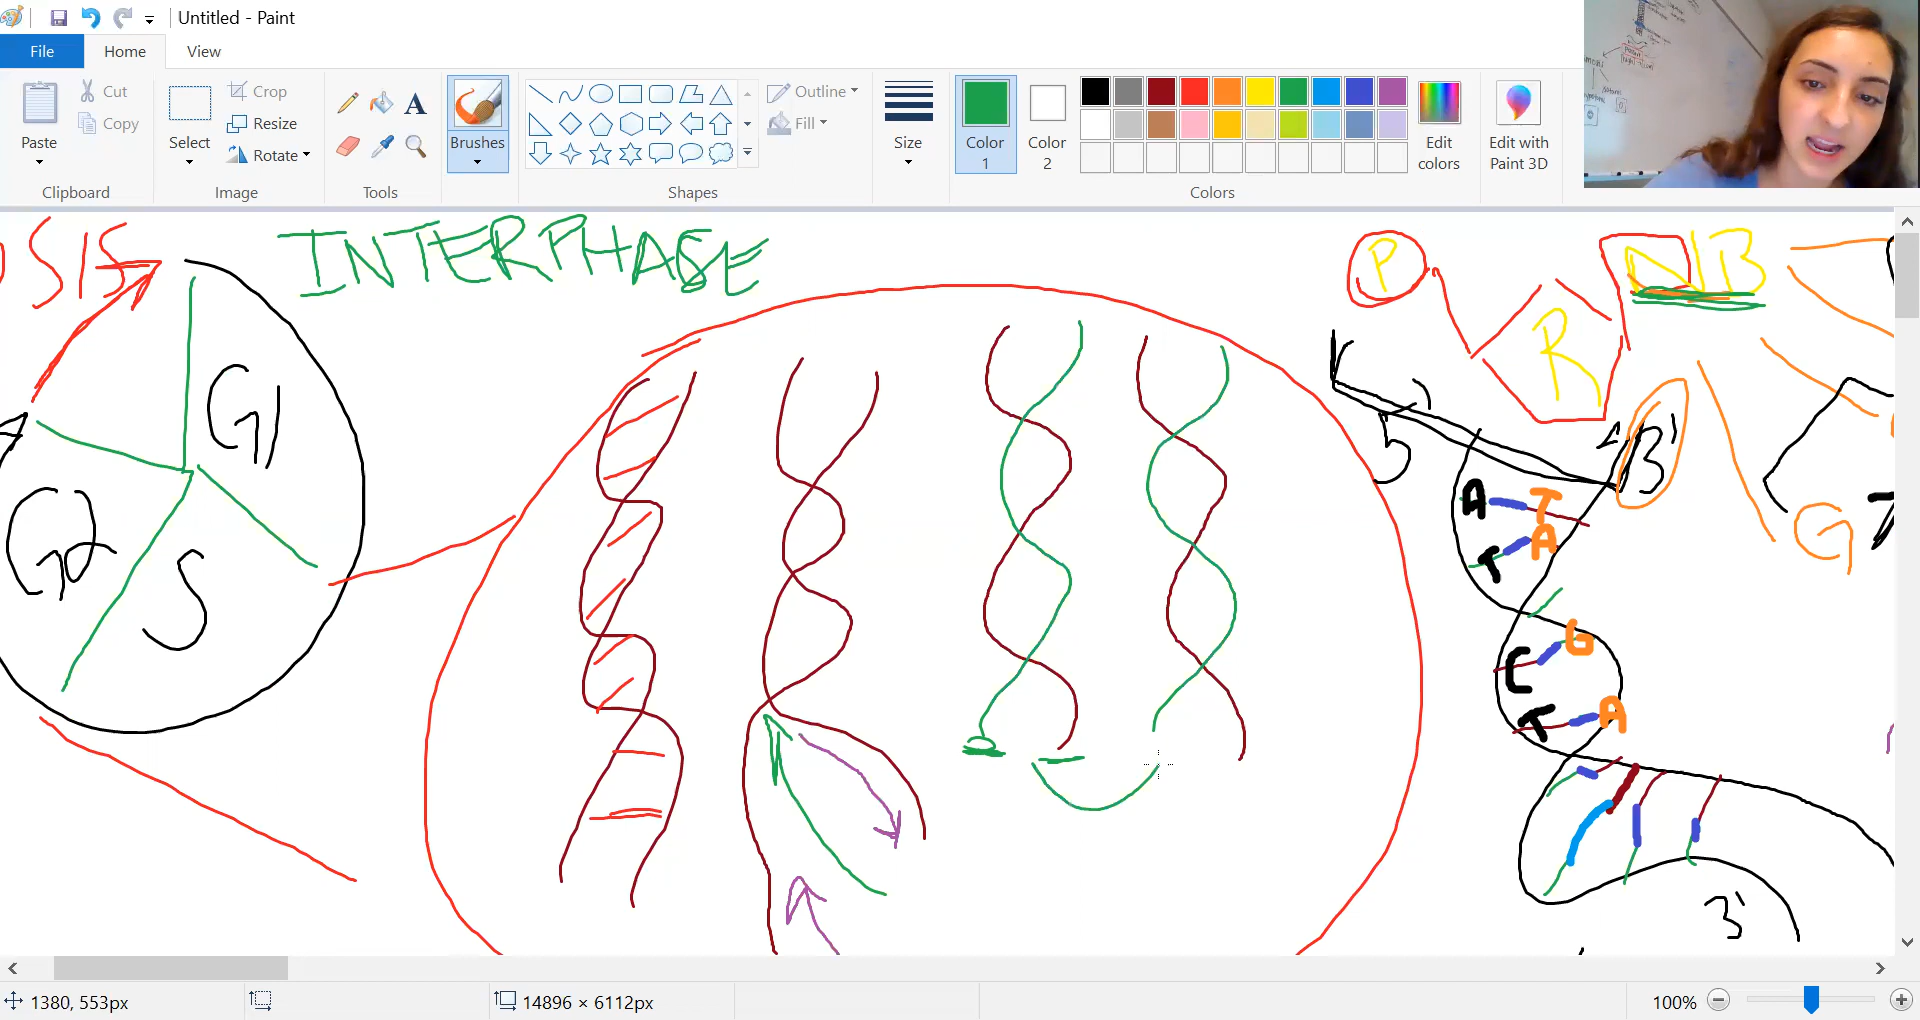 Untitled - Paint
File Home View
Paste Cut Copy
Select Crop Resize Rotate
A
Brushes
Outline Fill
Size
Color 1
Color 2
Edit colors
Edit with Paint 3D
Clipboard Image Tools Shapes Colors
SIS
INTERPHASE
P
NB
R
G1
G2
S
5'
3'
A T
T A
G
C G
T A
3'
1380, 553px
14896 × 6112px
100%